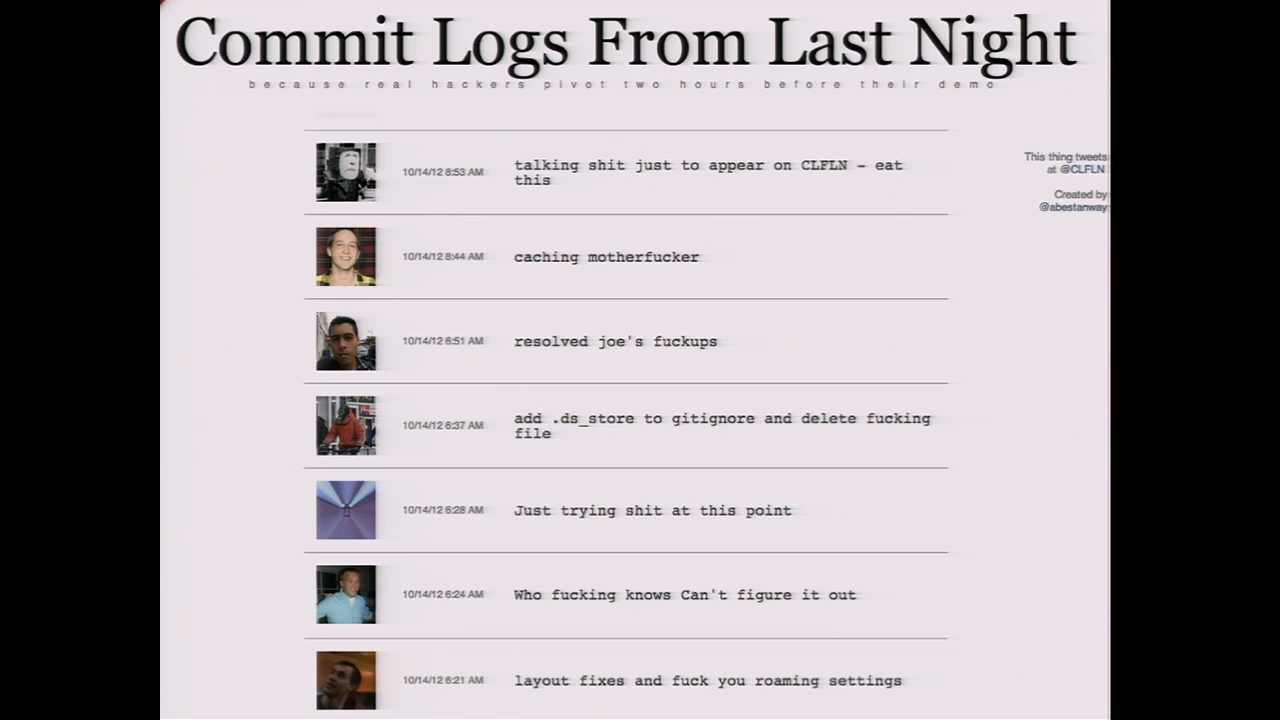 Commit Logs From Last Night
because real hackers pivot two hours before their demo
10/14/12 8:53 AM
talking shit just to appear on CLFLN - eat
this
This thing tweets
at @CLFLN
Created by
@abestanway
10/14/12 8:44 AM
caching motherfucker
10/14/12 6:51 AM
resolved joe's fuckups
10/14/12 6:37 AM
add .ds_store to gitignore and delete fucking
file
10/14/12 6:28 AM
Just trying shit at this point
10/14/12 6:24 AM
Who fucking knows Can't figure it out
10/14/12 6:21 AM
layout fixes and fuck you roaming settings